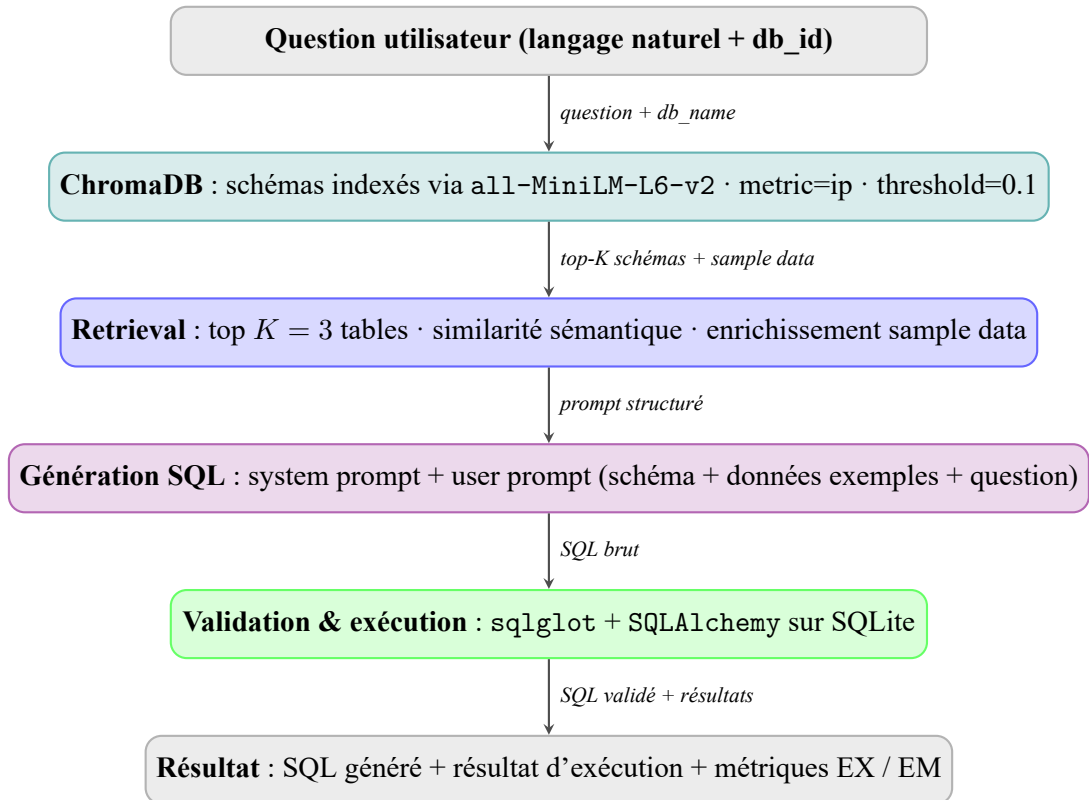 Question utilisateur (langage naturel + db_id)
question + db_name
ChromaDB : schémas indexés via all-MiniLM-L6-v2 · metric=ip · threshold=0.1
top-K schémas + sample data
Retrieval : top K = 3 tables · similarité sémantique · enrichissement sample data
prompt structuré
Génération SQL : system prompt + user prompt (schéma + données exemples + question)
SQL brut
Validation & exécution : sqlglot + SQLAlchemy sur SQLite
SQL validé + résultats
Résultat : SQL généré + résultat d’exécution + métriques EX / EM